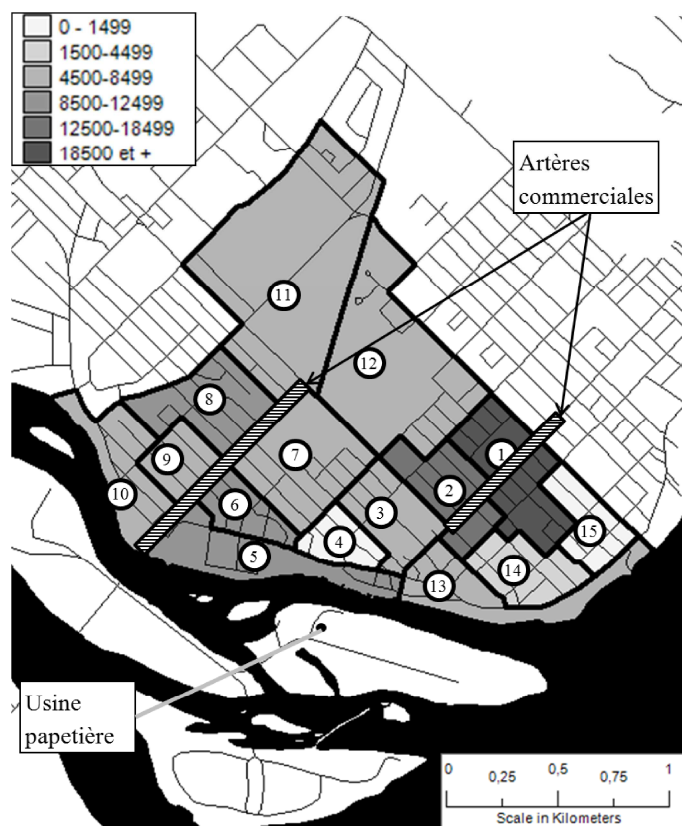 0 - 1499
1500-4499
4500-8499
8500-12499
12500-18499
18500 et +
Artères
commerciales
11
12
8
1
9
7
10
2
6
3
15
4
5
14
13
Usine
papetière
0 0,25 0,5 0,75 1
Scale in Kilometers